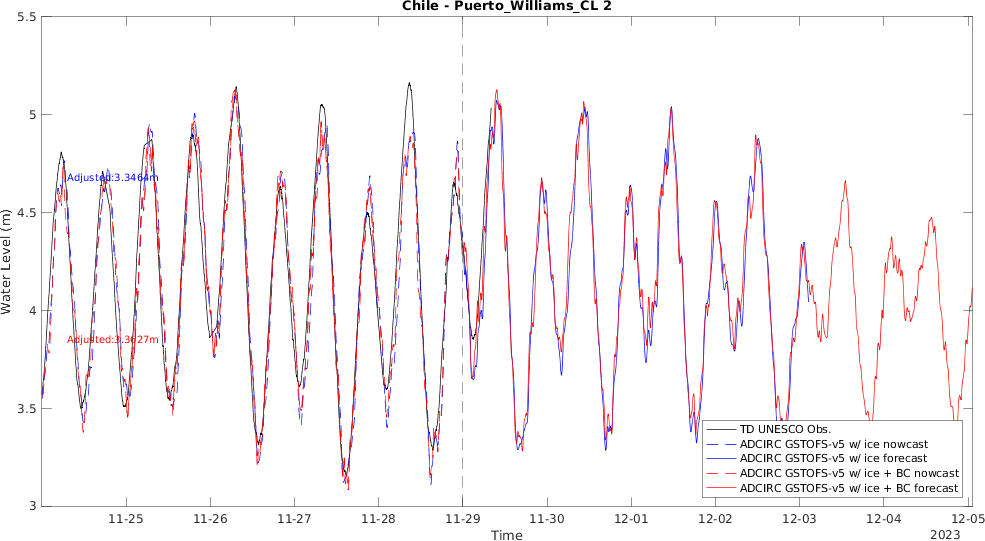 Chile - Puerto_Williams_CL 2
Water Level (m)
5.5
5
4.5
4
3.5
3
Adjusted:3.3464m
Adjusted:3.3627m
TD UNESCO Obs.
ADCIRC GSTOFS-v5 w/ ice nowcast
ADCIRC GSTOFS-v5 w/ ice forecast
ADCIRC GSTOFS-v5 w/ ice + BC nowcast
ADCIRC GSTOFS-v5 w/ ice + BC forecast
11-25 11-26 11-27 11-28 11-29 11-30 12-01 12-02 12-03 12-04 12-05
Time
2023